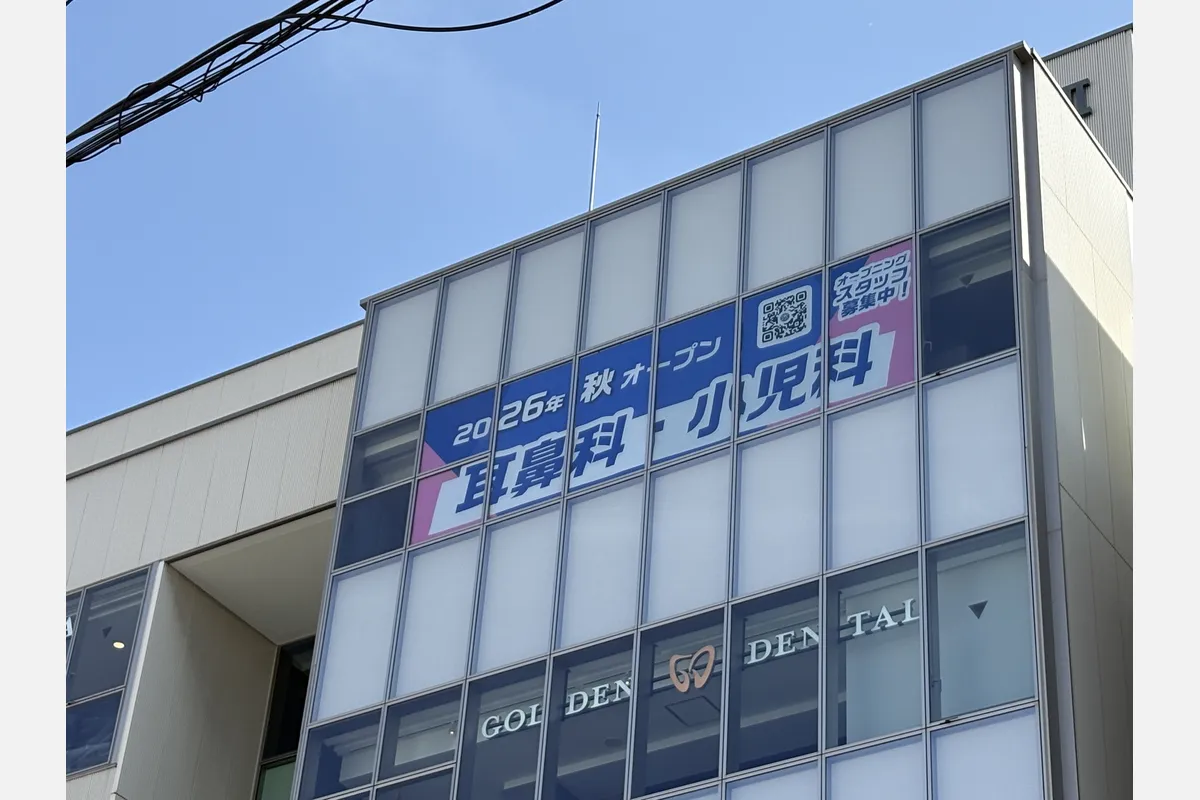 オープニング
スタッフ
募集中!
2026年 秋 オープン
耳鼻科・小児科
GOLDEN DENTAL
A